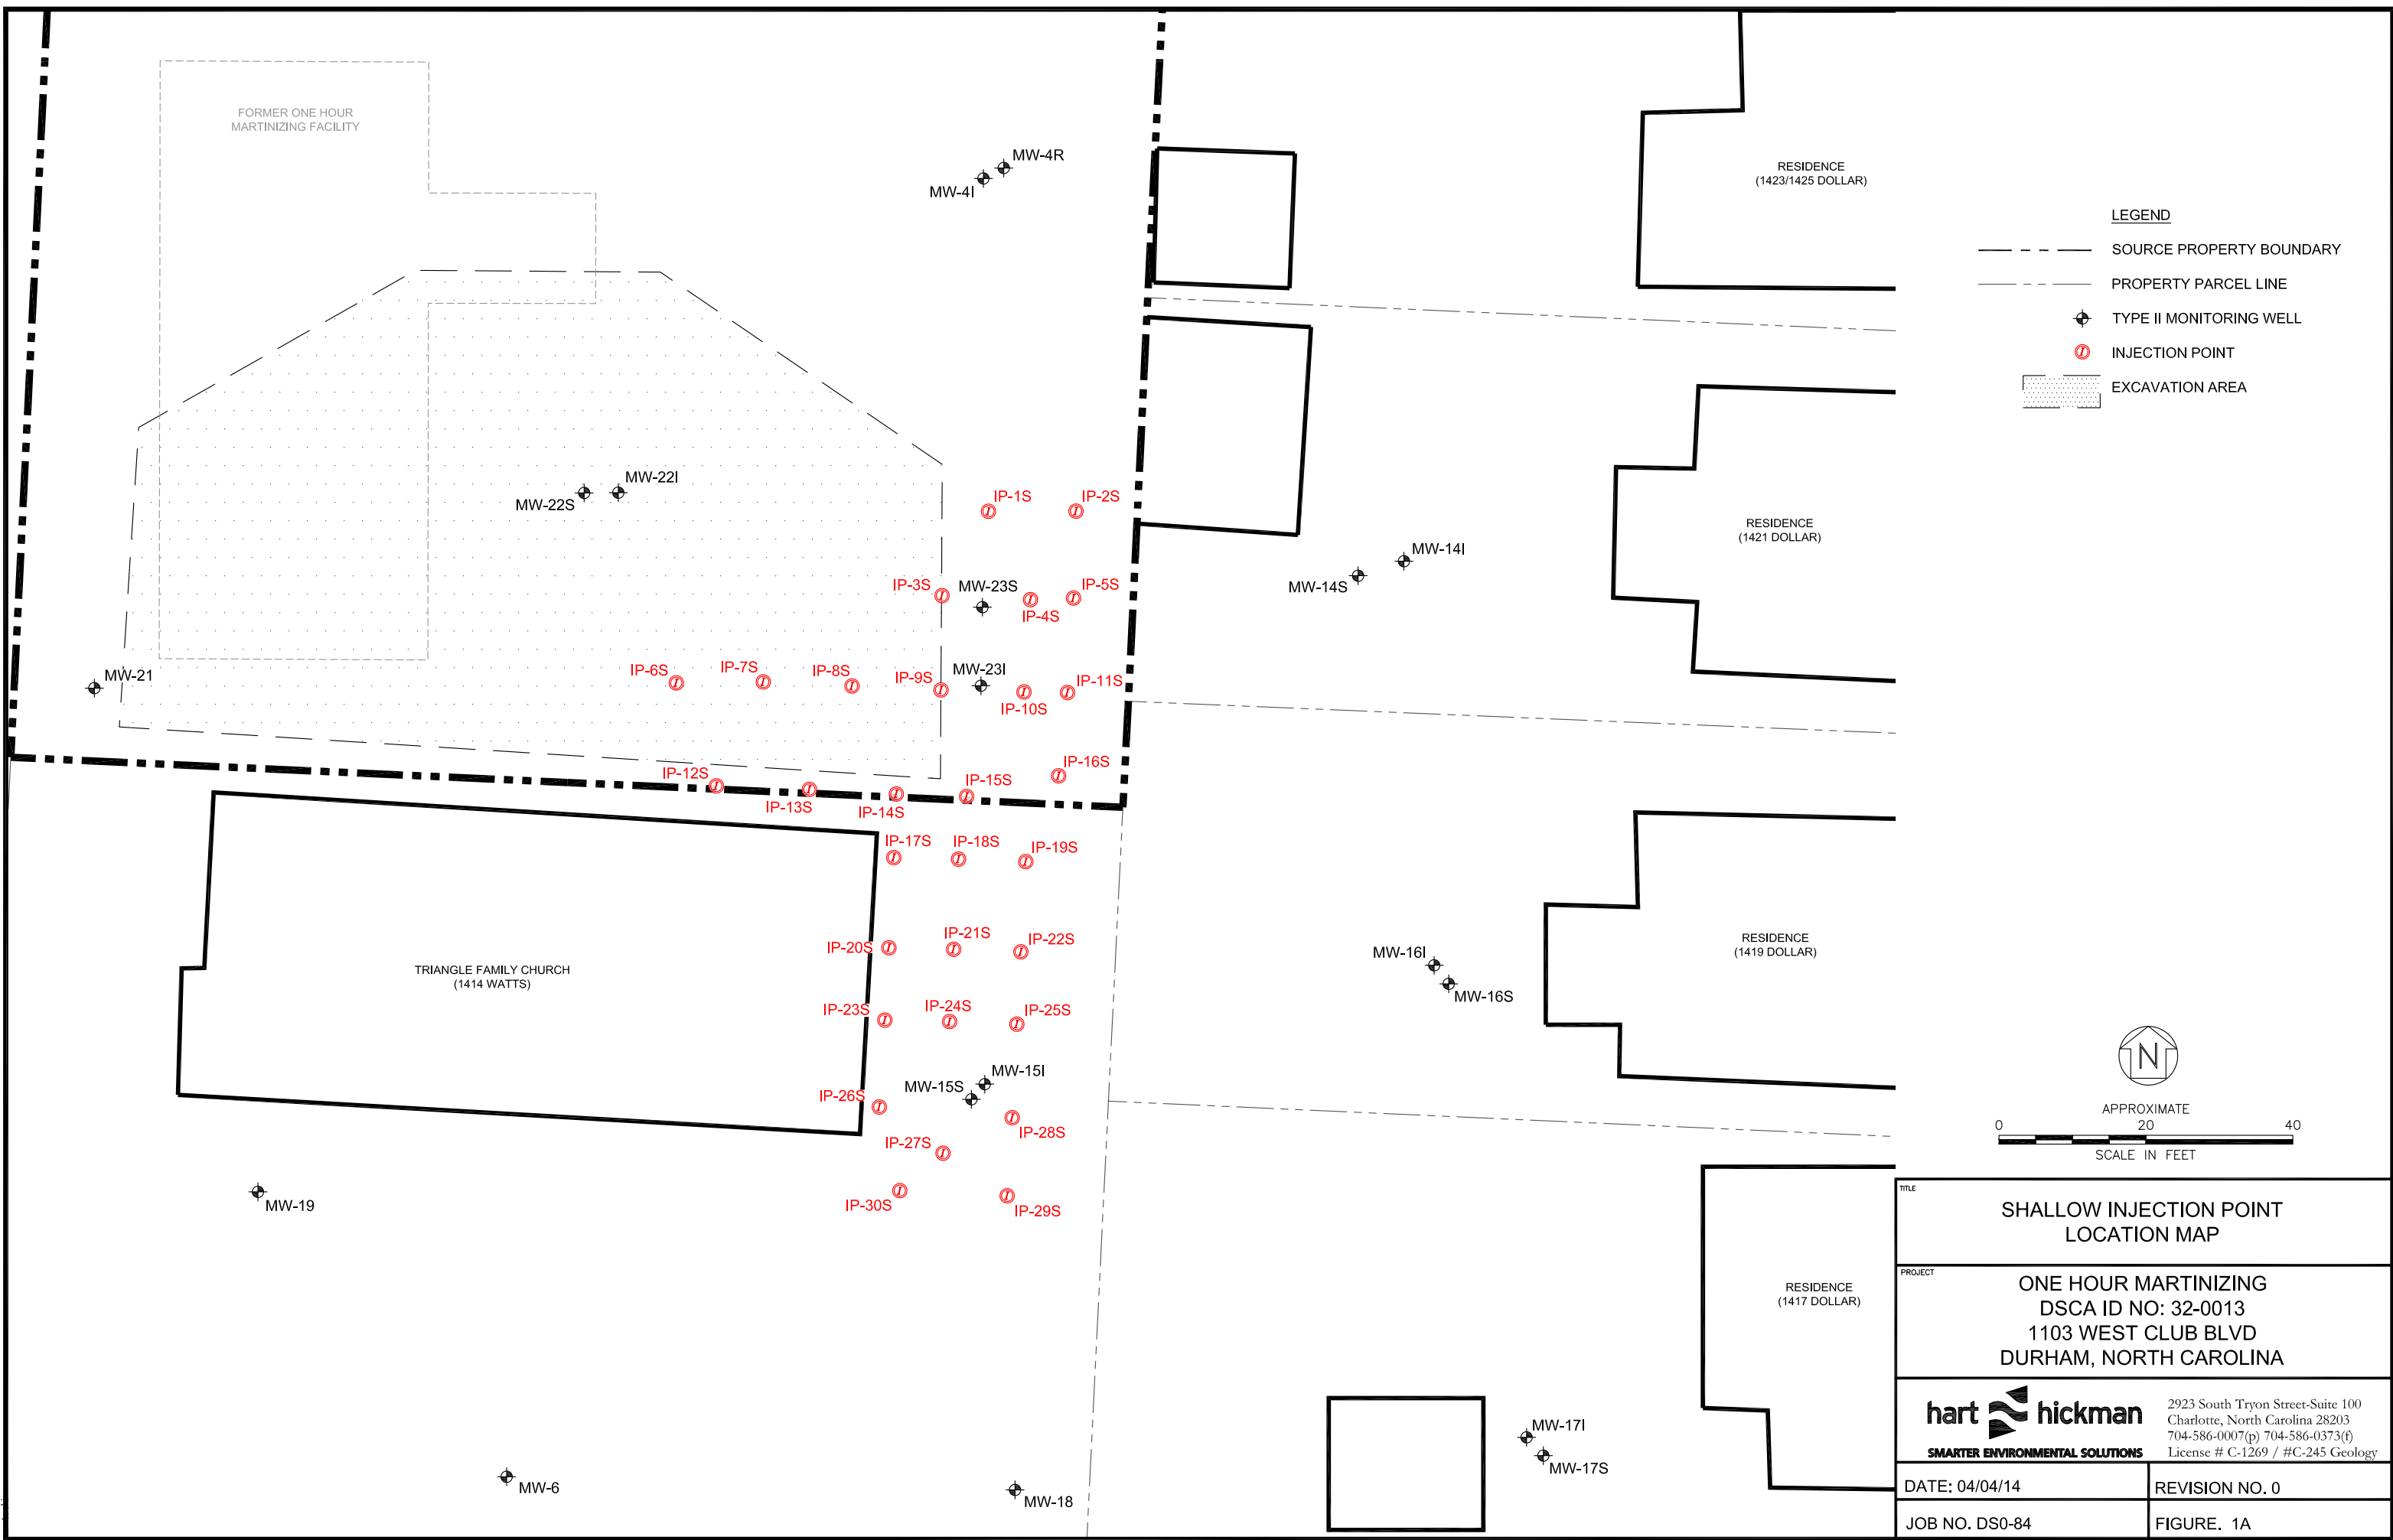 FORMER ONE HOUR
MARTINIZING FACILITY
MW-4R
MW-4I
RESIDENCE
(1423/1425 DOLLAR)
LEGEND
SOURCE PROPERTY BOUNDARY
PROPERTY PARCEL LINE
TYPE II MONITORING WELL
INJECTION POINT
EXCAVATION AREA
MW-22I
MW-22S
IP-1S
IP-2S
RESIDENCE
(1421 DOLLAR)
MW-14I
MW-14S
IP-3S
MW-23S
IP-5S
IP-4S
MW-21
IP-6S
IP-7S
IP-8S
IP-9S
MW-23I
IP-11S
IP-10S
IP-12S
IP-13S
IP-14S
IP-15S
IP-16S
IP-17S
IP-18S
IP-19S
IP-20S
IP-21S
IP-22S
TRIANGLE FAMILY CHURCH
(1414 WATTS)
RESIDENCE
(1419 DOLLAR)
MW-16I
MW-16S
IP-23S
IP-24S
IP-25S
MW-15I
MW-15S
IP-26S
IP-28S
IP-27S
IP-30S
IP-29S
MW-19
N
APPROXIMATE
0 20 40
SCALE IN FEET
RESIDENCE
(1417 DOLLAR)
MW-17I
MW-17S
MW-6
MW-18
TITLE
SHALLOW INJECTION POINT
LOCATION MAP
PROJECT
ONE HOUR MARTINIZING
DSCA ID NO: 32-0013
1103 WEST CLUB BLVD
DURHAM, NORTH CAROLINA
hart hickman
SMARTER ENVIRONMENTAL SOLUTIONS
2923 South Tryon Street-Suite 100
Charlotte, North Carolina 28203
704-586-0007(p) 704-586-0373(f)
License # C-1269 / #C-245 Geology
DATE: 04/04/14
REVISION NO. 0
JOB NO. DS0-84
FIGURE. 1A